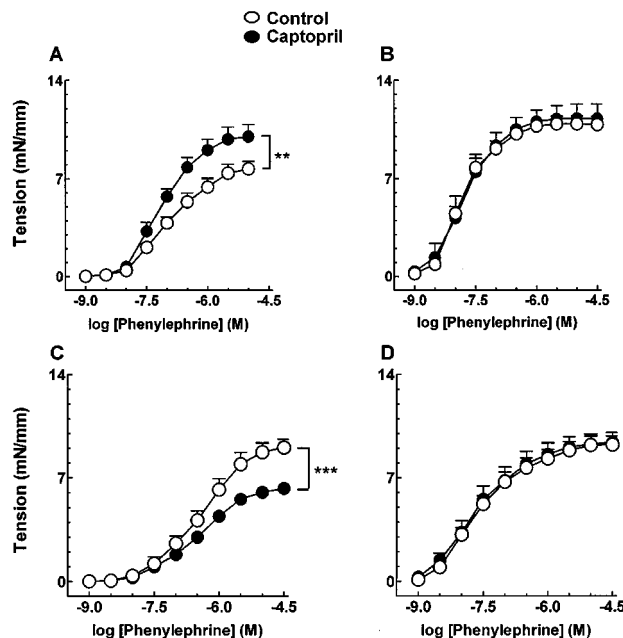 Control
Captopril
A
B
14
7
0
Tension (mN/mm)
-9.0 -7.5 -6.0 -4.5
log [Phenylephrine] (M)
**
14
7
0
-9.0 -7.5 -6.0 -4.5
log [Phenylephrine] (M)
C
D
14
7
0
Tension (mN/mm)
-9.0 -7.5 -6.0 -4.5
log [Phenylephrine] (M)
***
14
7
0
-9.0 -7.5 -6.0 -4.5
log [Phenylephrine] (M)